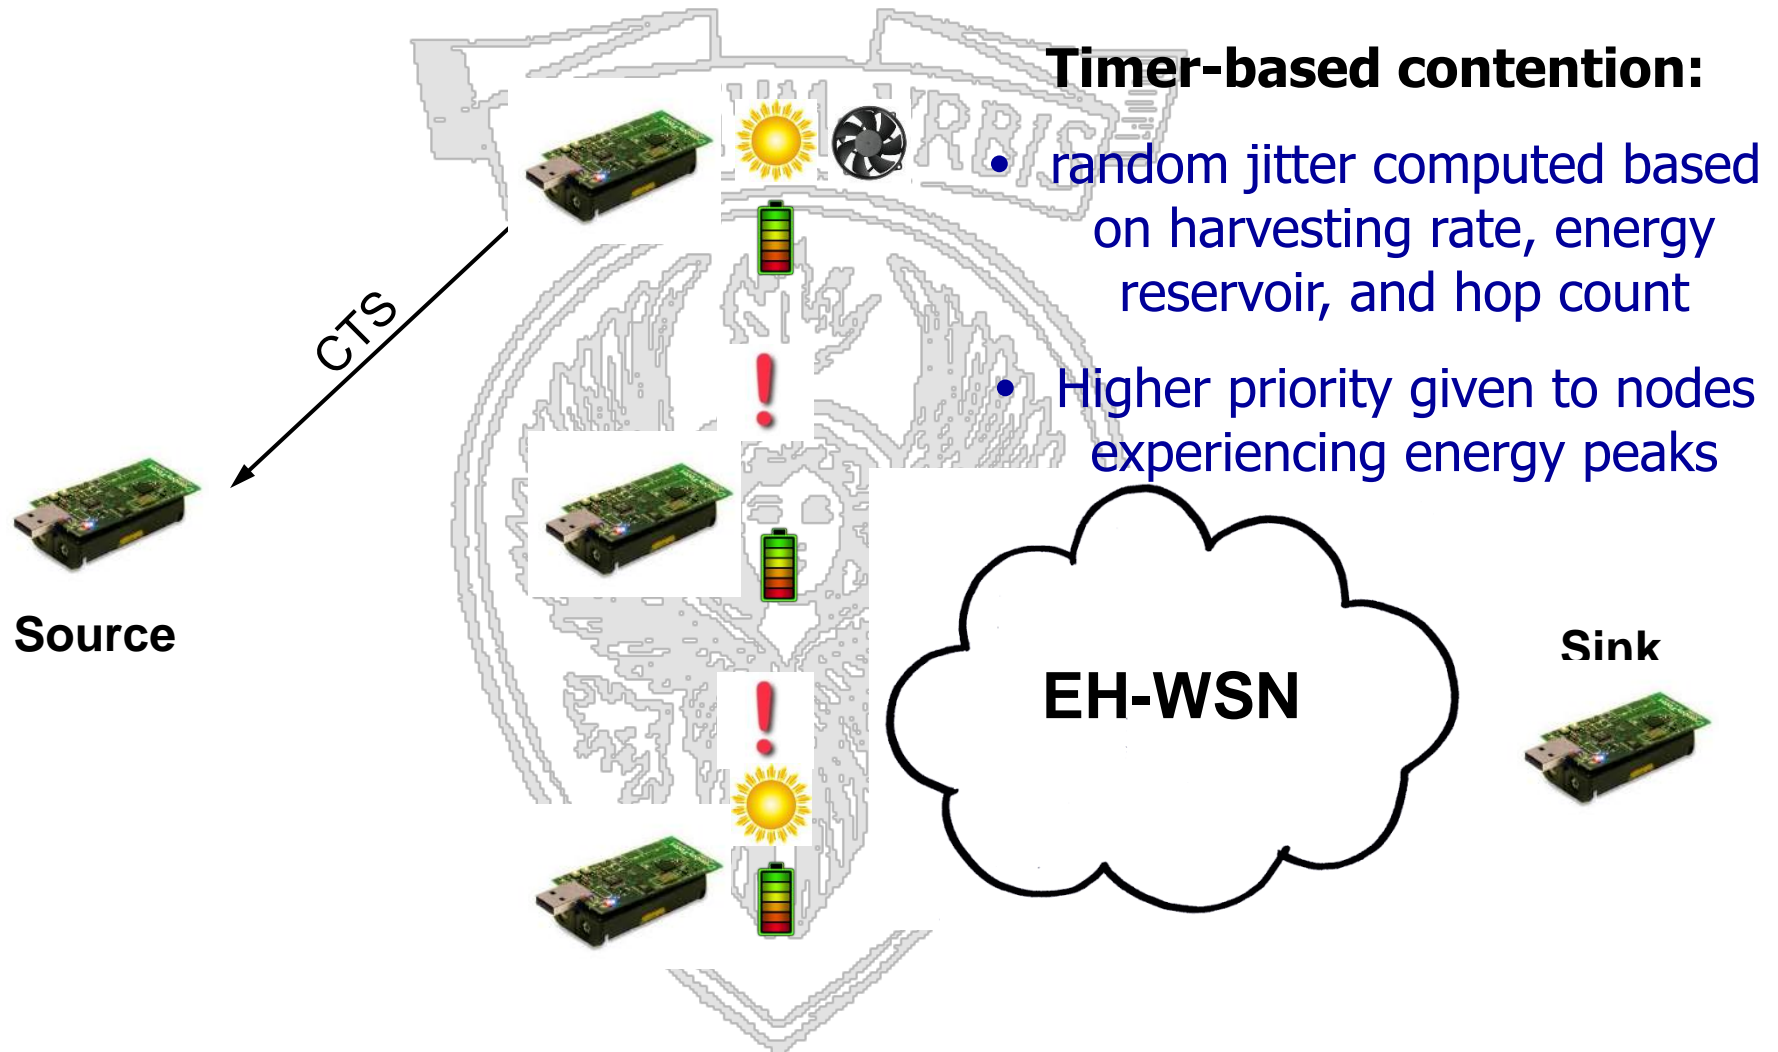 Timer-based contention:
• random jitter computed based
on harvesting rate, energy
reservoir, and hop count
• Higher priority given to nodes
experiencing energy peaks
CTS
Source
EH-WSN
Sink